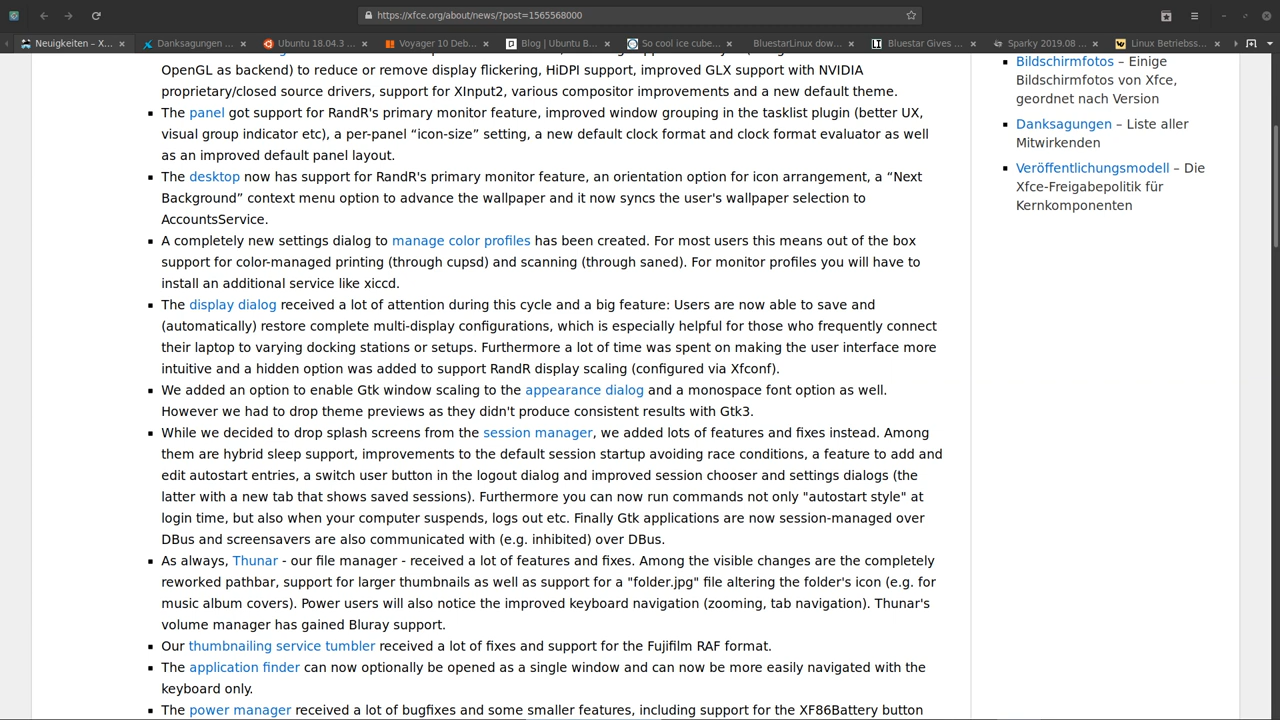 https://xfce.org/about/news/?post=1565568000
Neuigkeiten – X...
Danksagungen ...
Ubuntu 18.04.3 ...
Voyager 10 Deb...
Blog | Ubuntu B...
So cool ice cube...
BluestarLinux dow...
Bluestar Gives ...
Sparky 2019.08 ...
Linux Betriebss...
OpenGL as backend) to reduce or remove display flickering, HiDPI support, improved GLX support with NVIDIA
proprietary/closed source drivers, support for XInput2, various compositor improvements and a new default theme.
The panel got support for RandR's primary monitor feature, improved window grouping in the tasklist plugin (better UX,
visual group indicator etc), a per-panel “icon-size” setting, a new default clock format and clock format evaluator as well
as an improved default panel layout.
The desktop now has support for RandR's primary monitor feature, an orientation option for icon arrangement, a “Next
Background” context menu option to advance the wallpaper and it now syncs the user's wallpaper selection to
AccountsService.
A completely new settings dialog to manage color profiles has been created. For most users this means out of the box
support for color-managed printing (through cupsd) and scanning (through saned). For monitor profiles you will have to
install an additional service like xiccd.
The display dialog received a lot of attention during this cycle and a big feature: Users are now able to save and
(automatically) restore complete multi-display configurations, which is especially helpful for those who frequently connect
their laptop to varying docking stations or setups. Furthermore a lot of time was spent on making the user interface more
intuitive and a hidden option was added to support RandR display scaling (configured via Xfconf).
We added an option to enable Gtk window scaling to the appearance dialog and a monospace font option as well.
However we had to drop theme previews as they didn't produce consistent results with Gtk3.
While we decided to drop splash screens from the session manager, we added lots of features and fixes instead. Among
them are hybrid sleep support, improvements to the default session startup avoiding race conditions, a feature to add and
edit autostart entries, a switch user button in the logout dialog and improved session chooser and settings dialogs (the
latter with a new tab that shows saved sessions). Furthermore you can now run commands not only "autostart style" at
login time, but also when your computer suspends, logs out etc. Finally Gtk applications are now session-managed over
DBus and screensavers are also communicated with (e.g. inhibited) over DBus.
As always, Thunar - our file manager - received a lot of features and fixes. Among the visible changes are the completely
reworked pathbar, support for larger thumbnails as well as support for a "folder.jpg" file altering the folder's icon (e.g. for
music album covers). Power users will also notice the improved keyboard navigation (zooming, tab navigation). Thunar's
volume manager has gained Bluray support.
Our thumbnailing service tumbler received a lot of fixes and support for the Fujifilm RAF format.
The application finder can now optionally be opened as a single window and can now be more easily navigated with the
keyboard only.
The power manager received a lot of bugfixes and some smaller features, including support for the XF86Battery button
Bildschirmfotos – Einige
Bildschirmfotos von Xfce,
geordnet nach Version
Danksagungen – Liste aller
Mitwirkenden
Veröffentlichungsmodell – Die
Xfce-Freigabepolitik für
Kernkomponenten